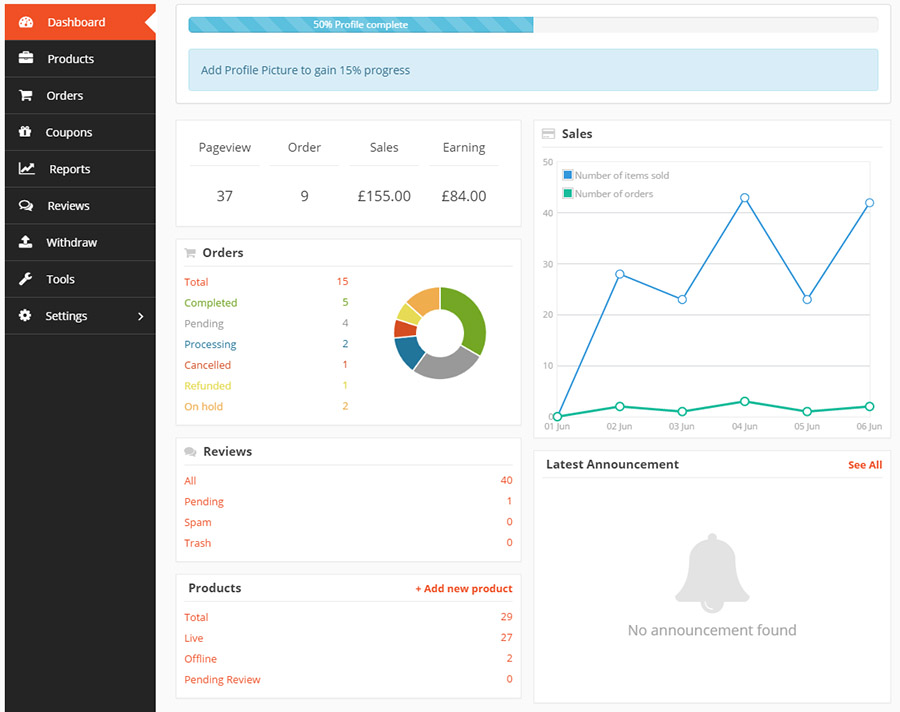 Dashboard
Products
Orders
Coupons
Reports
Reviews
Withdraw
Tools
Settings
50% Profile complete
Add Profile Picture to gain 15% progress
Pageview Order Sales Earning
37 9 £155.00 £84.00
Orders
Total 15
Completed 5
Pending 4
Processing 2
Cancelled 1
Refunded 1
On hold 2
Reviews
All 40
Pending 1
Spam 0
Trash 0
Products + Add new product
Total 29
Live 27
Offline 2
Pending Review 0
Sales
Number of items sold
Number of orders
50
40
30
20
10
0
01 Jun 02 Jun 03 Jun 04 Jun 05 Jun 06 Jun
Latest Announcement See All
No announcement found